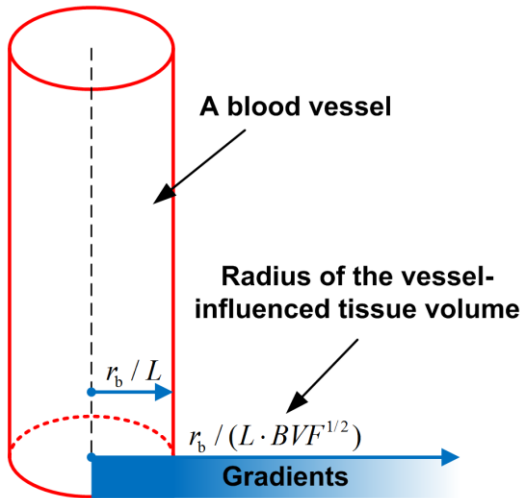 A blood vessel
Radius of the vessel-
influenced tissue volume
r_b / L
r_b / (L · BVF^{1/2})
Gradients